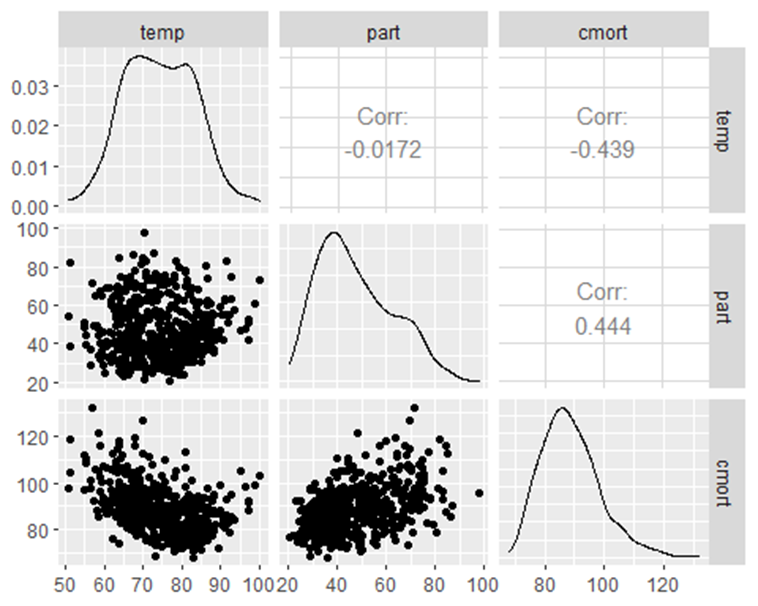 temp part cmort
0.03
0.02
0.01
0.00
Corr:
-0.0172
Corr:
-0.439
temp
100
80
60
40
20
Corr:
0.444
part
120
100
80
cmort
50 60 70 80 90 100 20 40 60 80 100 80 100 120